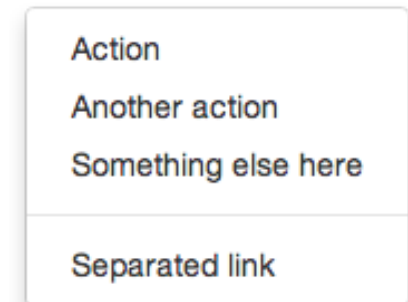 Action
Another action
Something else here
Separated link